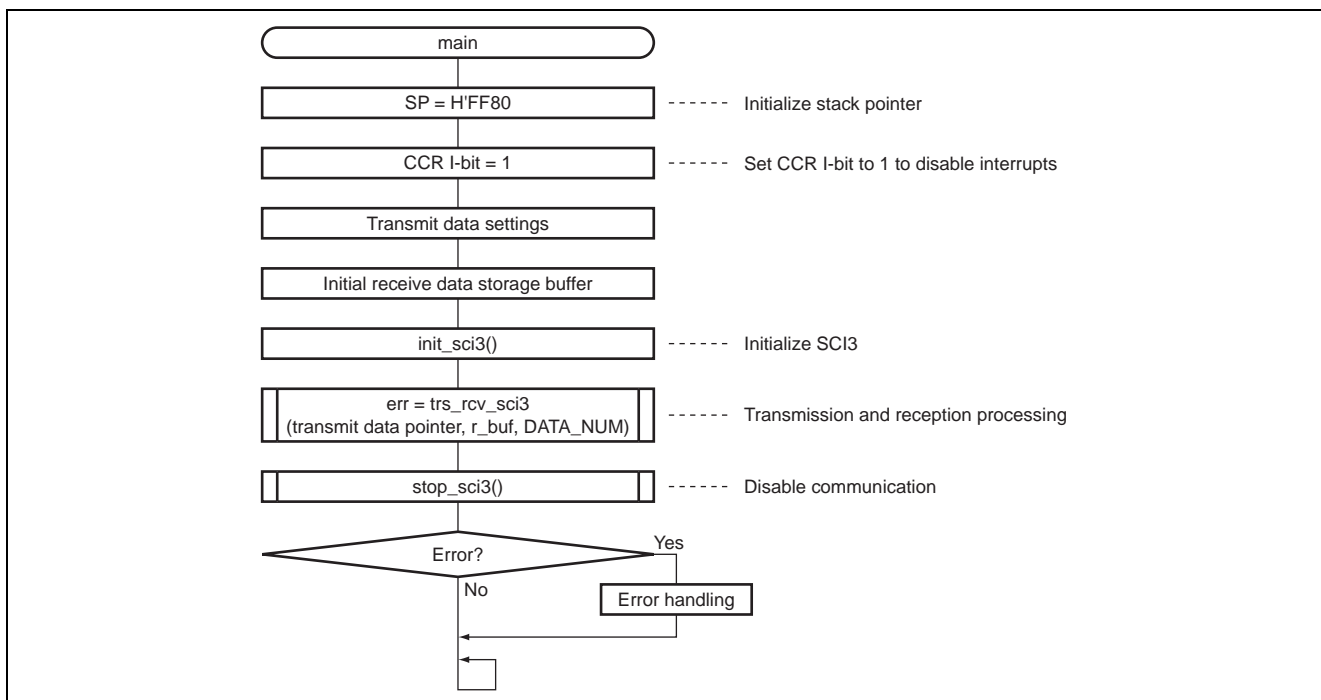 main
SP = H'FF80
Initialize stack pointer
CCR I-bit = 1
Set CCR I-bit to 1 to disable interrupts
Transmit data settings
Initial receive data storage buffer
init_sci3()
Initialize SCI3
err = trs_rcv_sci3
(transmit data pointer, r_buf, DATA_NUM)
Transmission and reception processing
stop_sci3()
Disable communication
Error?
Yes
No
Error handling